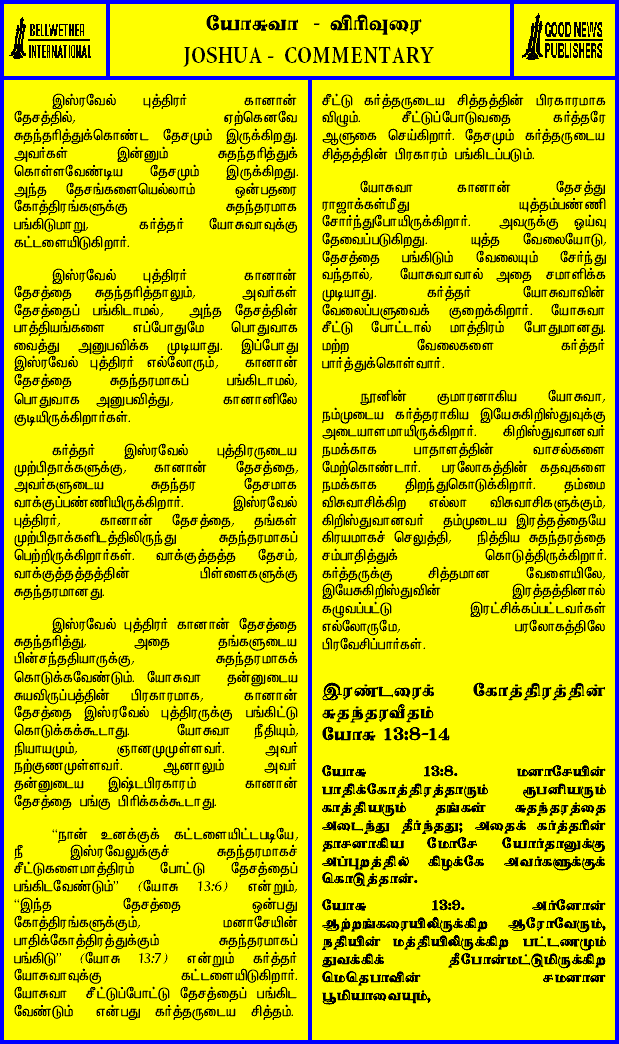 BELLWETHER
INTERNATIONAL
யோசுவா - விரிவுரை
JOSHUA - COMMENTARY
GOOD NEWS
PUBLISHERS
இஸ்ரவேல் புத்திரர் கானான்
தேசத்தில், ஏற்கெனவே
சுதந்தரித்துக்கொண்ட தேசமும் இருக்கிறது.
அவர்கள் இன்னும் சுதந்தரித்துக்
கொள்ளவேண்டிய தேசமும் இருக்கிறது.
அந்த தேசங்களையெல்லாம் ஒன்பதரை
கோத்திரங்களுக்கு சுதந்தரமாக
பங்கிடுமாறு, கர்த்தர் யோசுவாவுக்கு
கட்டளையிடுகிறார்.
இஸ்ரவேல் புத்திரர் கானான்
தேசத்தை சுதந்தரித்தாலும், அவர்கள்
தேசத்தைப் பங்கிடாமல், அந்த தேசத்தின்
பாத்தியங்களை எப்போதுமே பொதுவாக
வைத்து அனுபவிக்க முடியாது. இப்போது
இஸ்ரவேல் புத்திரர் எல்லோரும், கானான்
தேசத்தை சுதந்தரமாகப் பங்கிடாமல்,
பொதுவாக அனுபவித்து, கானானிலே
குடியிருக்கிறார்கள்.
கர்த்தர் இஸ்ரவேல் புத்திரருடைய
முற்பிதாக்களுக்கு, கானான் தேசத்தை,
அவர்களுடைய சுதந்தர தேசமாக
வாக்குப்பண்ணியிருக்கிறார். இஸ்ரவேல்
புத்திரர், கானான் தேசத்தை, தங்கள்
முற்பிதாக்களிடத்திலிருந்து சுதந்தரமாகப்
பெற்றிருக்கிறார்கள். வாக்குத்தத்த தேசம்,
வாக்குத்தத்தத்தின் பிள்ளைகளுக்கு
சுதந்தரமானது.
இஸ்ரவேல் புத்திரர் கானான் தேசத்தை
சுதந்தரித்து, அதை தங்களுடைய
பின்சந்ததியாருக்கு, சுதந்தரமாகக்
கொடுக்கவேண்டும். யோசுவா தன்னுடைய
சுயவிருப்பத்தின் பிரகாரமாக, கானான்
தேசத்தை இஸ்ரவேல் புத்திரருக்கு பங்கிட்டு
கொடுக்கக்கூடாது. யோசுவா நீதியும்,
நியாயமும், ஞானமுமுள்ளவர். அவர்
நற்குணமுள்ளவர். ஆனாலும் அவர்
தன்னுடைய இஷ்டபிரகாரம் கானான்
தேசத்தை பங்கு பிரிக்கக்கூடாது.
“நான் உனக்குக் கட்டளையிட்டபடியே,
நீ இஸ்ரவேலுக்குச் சுதந்தரமாகச்
சீட்டுகளைமாத்திரம் போட்டு தேசத்தைப்
பங்கிடவேண்டும்” (யோசு 13:6) என்றும்,
“இந்த தேசத்தை ஒன்பது
கோத்திரங்களுக்கும், மனாசேயின்
பாதிக்கோத்திரத்துக்கும் சுதந்தரமாகப்
பங்கிடு” (யோசு 13:7) என்றும் கர்த்தர்
யோசுவாவுக்கு கட்டளையிடுகிறார்.
யோசுவா சீட்டுப்போட்டு தேசத்தைப் பங்கிட
வேண்டும் என்பது கர்த்தருடைய சித்தம்.
சீட்டு கர்த்தருடைய சித்தத்தின் பிரகாரமாக
விழும். சீட்டுப்போடுவதை கர்த்தரே
ஆளுகை செய்கிறார். தேசமும் கர்த்தருடைய
சித்தத்தின் பிரகாரம் பங்கிடப்படும்.
யோசுவா கானான் தேசத்து
ராஜாக்கள்மீது யுத்தம்பண்ணி
சோர்ந்துபோயிருக்கிறார். அவருக்கு ஓய்வு
தேவைப்படுகிறது. யுத்த வேலையோடு,
தேசத்தை பங்கிடும் வேலையும் சேர்ந்து
வந்தால், யோசுவாவால் அதை சமாளிக்க
முடியாது. கர்த்தர் யோசுவாவின்
வேலைப்பளுவைக் குறைக்கிறார். யோசுவா
சீட்டு போட்டால் மாத்திரம் போதுமானது.
மற்ற வேலைகளை கர்த்தர்
பார்த்துக்கொள்வார்.
நூனின் குமாரனாகிய யோசுவா,
நம்முடைய கர்த்தராகிய இயேசுகிறிஸ்துவுக்கு
அடையாளமாயிருக்கிறார். கிறிஸ்துவானவர்
நமக்காக பாதாளத்தின் வாசல்களை
மேற்கொண்டார். பரலோகத்தின் கதவுகளை
நமக்காக திறந்துகொடுக்கிறார். தம்மை
விசுவாசிக்கிற எல்லா விசுவாசிகளுக்கும்,
கிறிஸ்துவானவர் தம்முடைய இரத்தத்தையே
கிரயமாகச் செலுத்தி, நித்திய சுதந்தரத்தை
சம்பாதித்துக் கொடுத்திருக்கிறார்.
கர்த்தருக்கு சித்தமான வேளையிலே,
இயேசுகிறிஸ்துவின் இரத்தத்தினால்
கழுவப்பட்டு இரட்சிக்கப்பட்டவர்கள்
எல்லோருமே, பரலோகத்திலே
பிரவேசிப்பார்கள்.
இரண்டரைக் கோத்திரத்தின்
சுதந்தரவீதம்
யோசு 13:8-14
யோசு 13:8. மனாசேயின்
பாதிக்கோத்திரத்தாரும் ரூபனியரும்
காத்தியரும் தங்கள் சுதந்தரத்தை
அடைந்து தீர்ந்தது; அதைக் கர்த்தரின்
தாசனாகிய மோசே யோர்தானுக்கு
அப்புறத்தில் கிழக்கே அவர்களுக்குக்
கொடுத்தான்.
யோசு 13:9. அர்னோன்
ஆற்றங்கரையிலிருக்கிற ஆரோவேரும்,
நதியின் மத்தியிலிருக்கிற பட்டணமும்
துவக்கிக் தீபோன்மட்டுமிருக்கிற
மெதெபாவின் சமனான
பூமியாவையும்,